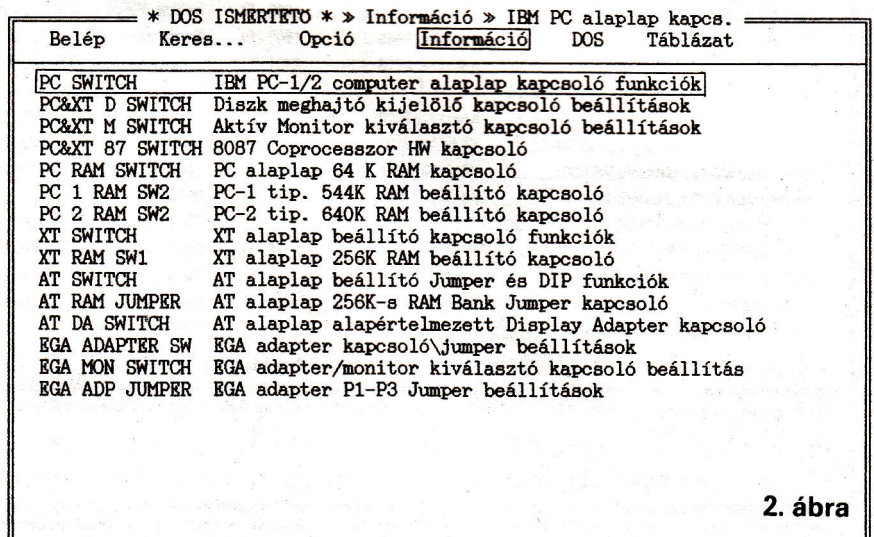 * DOS ISMERTETŐ * » Információ » IBM PC alaplap kapcs.
Belép Keres... Opció Információ DOS Táblázat
PC SWITCH IBM PC-1/2 computer alaplap kapcsoló funkciók
PC&XT D SWITCH Diszk meghajtó kijelölő kapcsoló beállítások
PC&XT M SWITCH Aktív Monitor kiválasztó kapcsoló beállítások
PC&XT 87 SWITCH 8087 Coprocesszor HW kapcsoló
PC RAM SWITCH PC alaplap 64 K RAM kapcsoló
PC 1 RAM SW2 PC-1 tip. 544K RAM beállító kapcsoló
PC 2 RAM SW2 PC-2 tip. 640K RAM beállító kapcsoló
XT SWITCH XT alaplap beállító kapcsoló funkciók
XT RAM SW1 XT alaplap 256K RAM beállító kapcsoló
AT SWITCH AT alaplap beállító Jumper és DIP funkciók
AT RAM JUMPER AT alaplap 256K-s RAM Bank Jumper kapcsoló
AT DA SWITCH AT alaplap alapértelmezett Display Adapter kapcsoló
EGA ADAPTER SW EGA adapter kapcsoló\jumper beállítások
EGA MON SWITCH EGA adapter/monitor kiválasztó kapcsoló beállítás
EGA ADP JUMPER EGA adapter P1-P3 Jumper beállítások
2. ábra